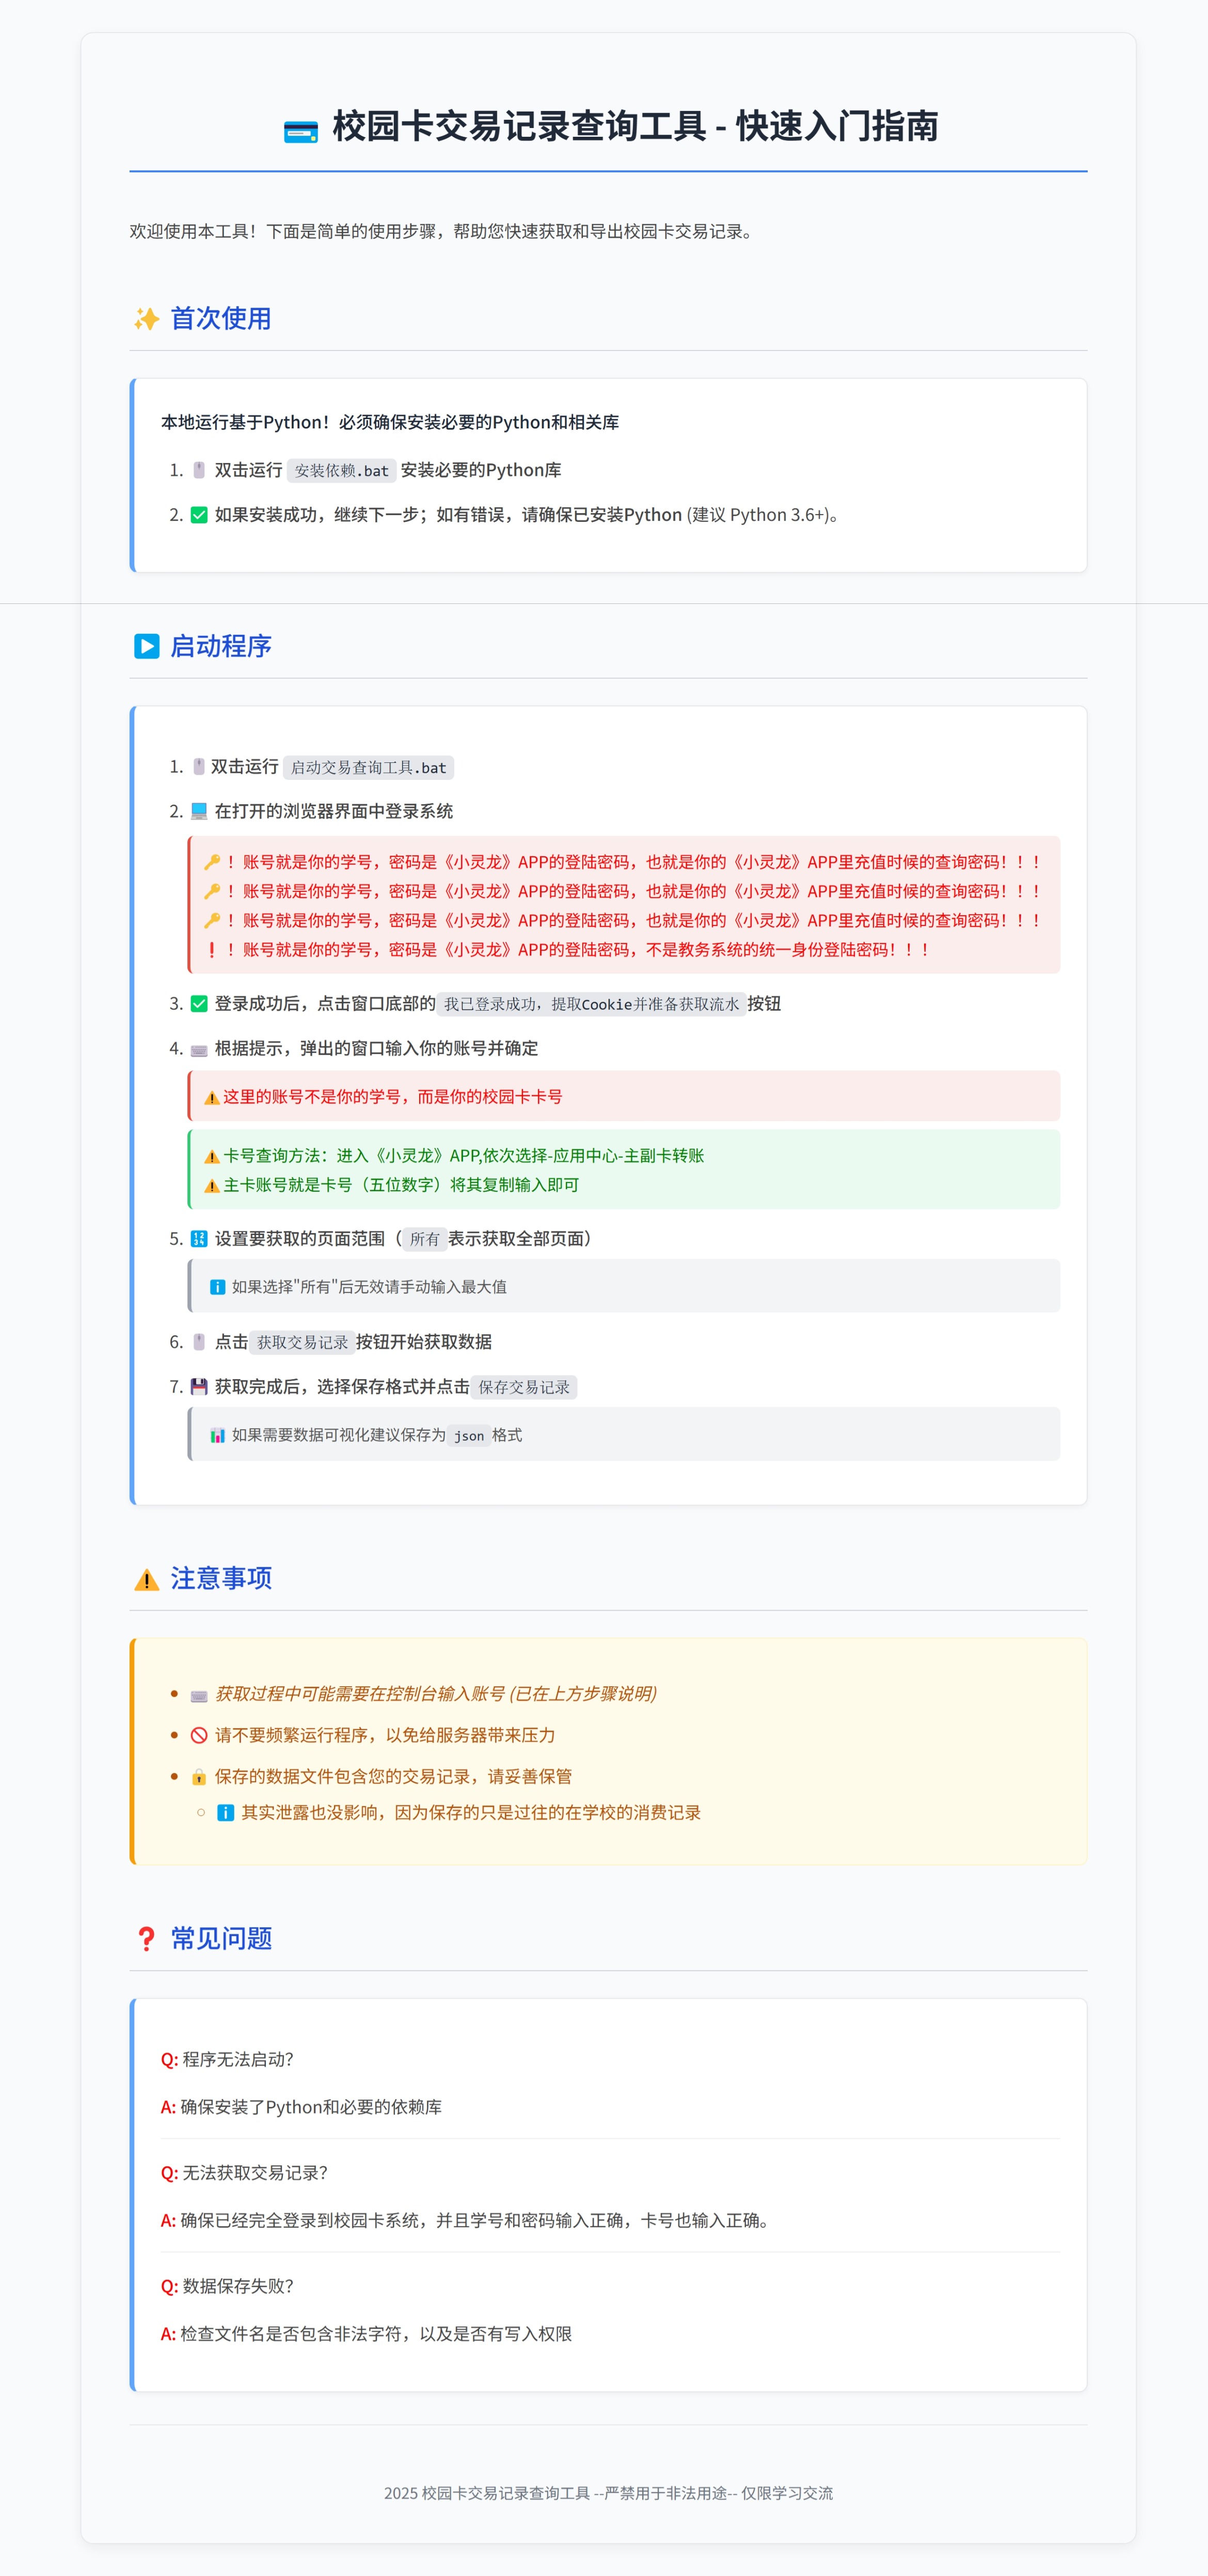 💳 校园卡交易记录查询工具 - 快速入门指南
欢迎使用本工具！下面是简单的使用步骤，帮助您快速获取和导出校园卡交易记录。
✨ 首次使用
本地运行基于Python！必须确保安装必要的Python和相关库
1. 🖱️ 双击运行 安装依赖.bat 安装必要的Python库
2. ✅ 如果安装成功，继续下一步；如有错误，请确保已安装Python (建议 Python 3.6+)。
▶️ 启动程序
1. 🖱️ 双击运行 启动交易查询工具.bat
2. 💻 在打开的浏览器界面中登录系统
🔑 ！账号就是你的学号，密码是《小灵龙》APP的登陆密码，也就是你的《小灵龙》APP里充值时候的查询密码！！！
🔑 ！账号就是你的学号，密码是《小灵龙》APP的登陆密码，也就是你的《小灵龙》APP里充值时候的查询密码！！！
🔑 ！账号就是你的学号，密码是《小灵龙》APP的登陆密码，也就是你的《小灵龙》APP里充值时候的查询密码！！！
❗ ！账号就是你的学号，密码是《小灵龙》APP的登陆密码，不是教务系统的统一身份登陆密码！！！
3. ✅ 登录成功后，点击窗口底部的 我已登录成功，提取Cookie并准备获取流水 按钮
4. ⌨️ 根据提示，弹出的窗口输入你的账号并确定
⚠️这里的账号不是你的学号，而是你的校园卡卡号
⚠️卡号查询方法：进入《小灵龙》APP,依次选择-应用中心-主副卡转账
⚠️主卡账号就是卡号（五位数字）将其复制输入即可
5. 🔢 设置要获取的页面范围（ 所有 表示获取全部页面）
ℹ️ 如果选择"所有"后无效请手动输入最大值
6. 🖱️ 点击 获取交易记录 按钮开始获取数据
7. 💾 获取完成后，选择保存格式并点击 保存交易记录
📊 如果需要数据可视化建议保存为 json 格式
⚠️ 注意事项
• ⌨️ 获取过程中可能需要在控制台输入账号 (已在上方步骤说明)
• 🚫 请不要频繁运行程序，以免给服务器带来压力
• 🔒 保存的数据文件包含您的交易记录，请妥善保管
○ ℹ️ 其实泄露也没影响，因为保存的只是过往的在学校的消费记录
❓ 常见问题
Q: 程序无法启动？
A: 确保安装了Python和必要的依赖库
Q: 无法获取交易记录？
A: 确保已经完全登录到校园卡系统，并且学号和密码输入正确，卡号也输入正确。
Q: 数据保存失败？
A: 检查文件名是否包含非法字符，以及是否有写入权限
2025 校园卡交易记录查询工具 --严禁用于非法用途-- 仅限学习交流